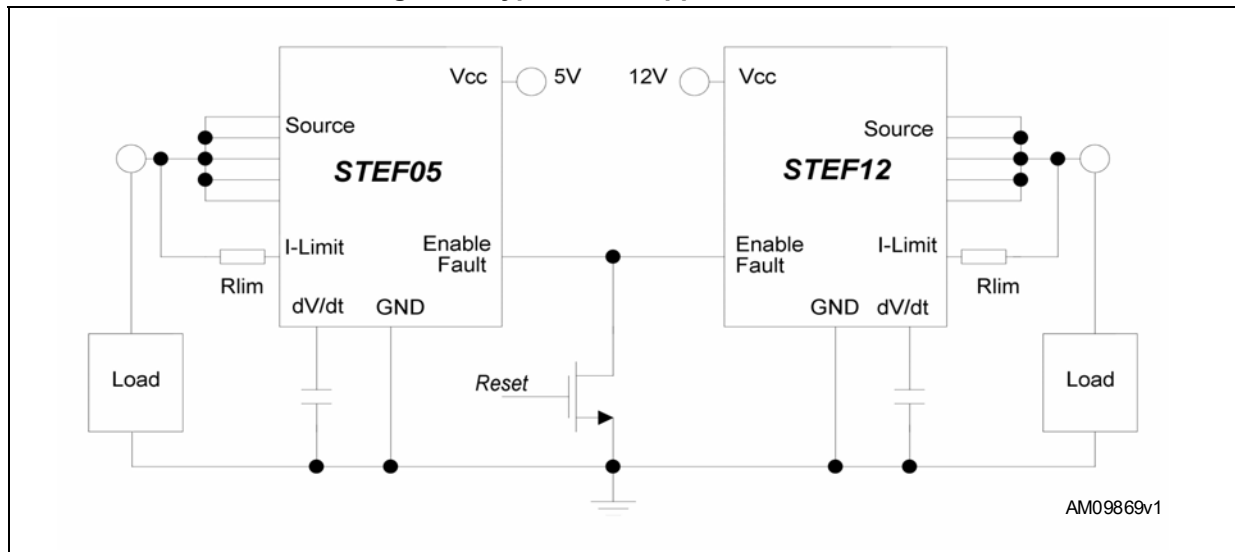 Vcc
5V
12V
Vcc
Source
Source
STEF05
STEF12
I-Limit
Enable
Fault
Enable
Fault
I-Limit
Rlim
Rlim
dV/dt
GND
GND
dV/dt
Load
Reset
Load
AM09869v1